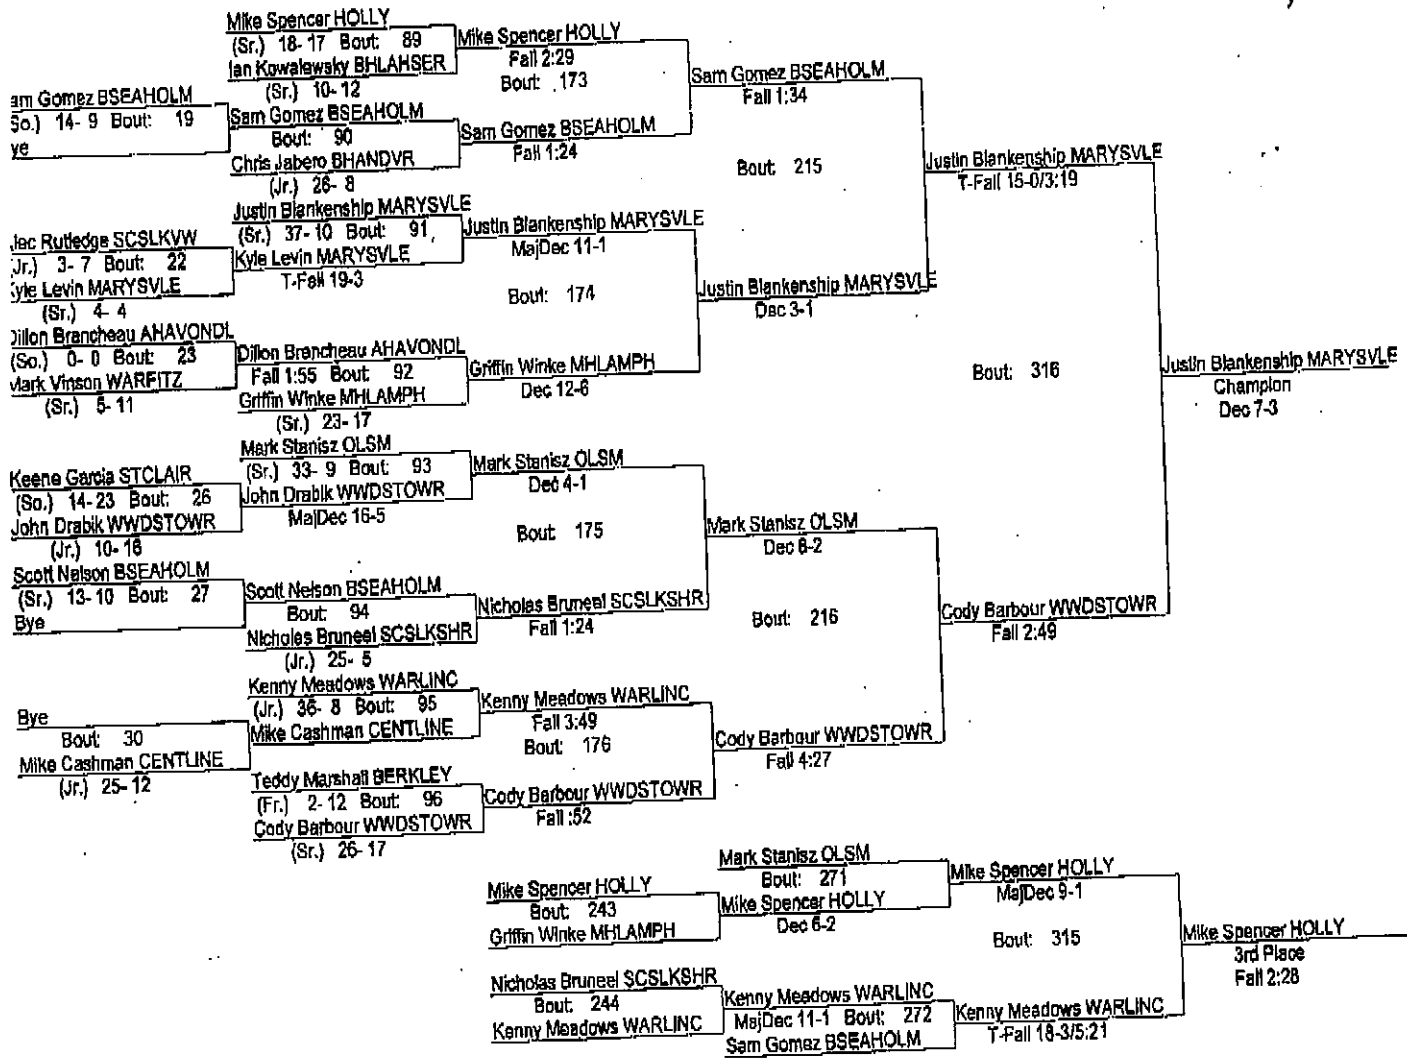 Mike Spencer HOLLY
(Sr.) 18- 17 Bout: 89
Ian Kowalewsky BHLAHSER
(Sr.) 10- 12
am Gomez BSEAHOLM
So.) 14- 9 Bout: 19
ye
Sam Gomez BSEAHOLM
Bout: 90
Chris Jabero BHANDVR
(Jr.) 26- 8
Mike Spencer HOLLY
Fall 2:29
Bout: 173
Sam Gomez BSEAHOLM
Fall 1:24
Sam Gomez BSEAHOLM
Fall 1:34
Bout: 215
Justin Blankenship MARYSVLE
T-Fall 15-0/3:19
Justin Blankenship MARYSVLE
(Sr.) 37- 10 Bout: 91
Kyle Levin MARYSVLE
T-Fall 19-3
lec Rutledge SCSLKVW
Jr.) 3- 7 Bout: 22
Kyle Levin MARYSVLE
(Sr.) 4- 4
Justin Blankenship MARYSVLE
MajDec 11-1
Bout: 174
Justin Blankenship MARYSVLE
Dec 3-1
Dillon Brancheau AHAVONDL
(So.) 0- 0 Bout: 23
Mark Vinson WARFITZ
(Sr.) 5- 11
Dillon Brancheau AHAVONDL
Fall 1:55 Bout: 92
Griffin Winke MHLAMPH
(Sr.) 23- 17
Griffin Winke MHLAMPH
Dec 12-6
Bout: 316
Justin Blankenship MARYSVLE
Champion
Dec 7-3
Mark Stanisz OLSM
(Sr.) 33- 9 Bout: 93
John Drabik WWDSTOWR
MajDec 16-5
Keene Garcia STCLAIR
(So.) 14- 23 Bout: 26
John Drabik WWDSTOWR
(Jr.) 10- 16
Mark Stanisz OLSM
Dec 4-1
Bout: 175
Mark Stanisz OLSM
Dec 6-2
Scott Nelson BSEAHOLM
(Sr.) 13- 10 Bout: 27
Bye
Scott Nelson BSEAHOLM
Bout: 94
Nicholas Bruneel SCSLKSHR
(Jr.) 25- 5
Nicholas Bruneel SCSLKSHR
Fall 1:24
Bout: 216
Cody Barbour WWDSTOWR
Fall 2:49
Kenny Meadows WARLINC
(Jr.) 36- 8 Bout: 95
Mike Cashman CENTLINE
Bye
Bout: 30
Mike Cashman CENTLINE
(Jr.) 25- 12
Kenny Meadows WARLINC
Fall 3:49
Bout: 176
Cody Barbour WWDSTOWR
Fall 4:27
Teddy Marshall BERKLEY
(Fr.) 2- 12 Bout: 96
Cody Barbour WWDSTOWR
(Sr.) 26- 17
Cody Barbour WWDSTOWR
Fall :52
Mark Stanisz OLSM
Bout: 271
Mike Spencer HOLLY
Dec 6-2
Mike Spencer HOLLY
Bout: 243
Griffin Winke MHLAMPH
Mike Spencer HOLLY
MajDec 9-1
Bout: 315
Mike Spencer HOLLY
3rd Place
Fall 2:28
Nicholas Bruneel SCSLKSHR
Bout: 244
Kenny Meadows WARLINC
Kenny Meadows WARLINC
MajDec 11-1 Bout: 272
Sam Gomez BSEAHOLM
Kenny Meadows WARLINC
T-Fall 18-3/5:21